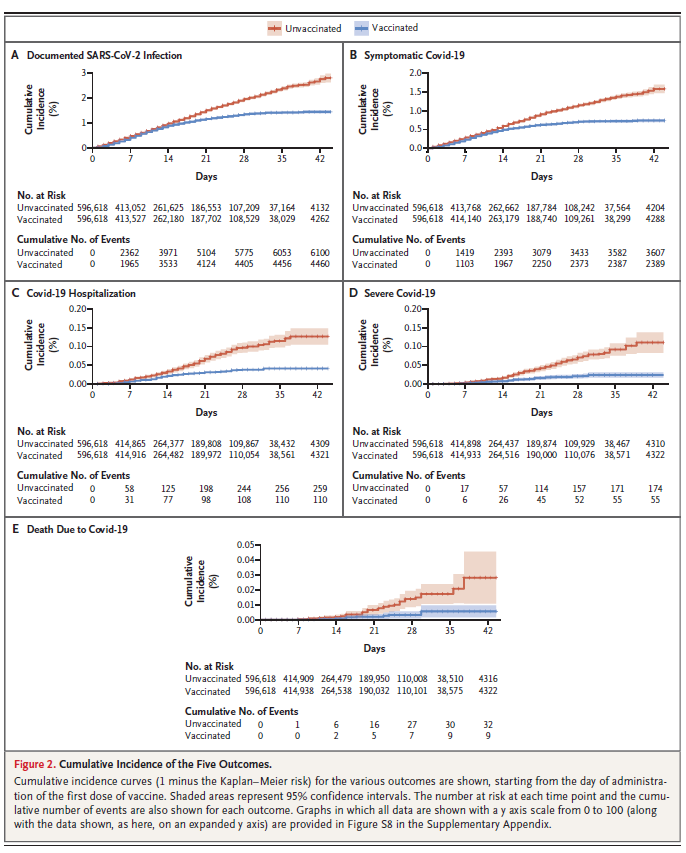 Unvaccinated Vaccinated
A Documented SARS-CoV-2 Infection
Cumulative Incidence (%)
3
2
1
0
0 7 14 21 28 35 42
Days
No. at Risk
Unvaccinated 596,618 413,052 261,625 186,553 107,209 37,164 4132
Vaccinated 596,618 413,527 262,180 187,702 108,529 38,029 4262
Cumulative No. of Events
Unvaccinated 0 2362 3971 5104 5775 6053 6100
Vaccinated 0 1965 3533 4124 4405 4456 4460
B Symptomatic Covid-19
Cumulative Incidence (%)
2.0
1.5
1.0
0.5
0.0
0 7 14 21 28 35 42
Days
No. at Risk
Unvaccinated 596,618 413,768 262,662 187,784 108,242 37,564 4204
Vaccinated 596,618 414,140 263,179 188,740 109,261 38,299 4288
Cumulative No. of Events
Unvaccinated 0 1419 2393 3079 3433 3582 3607
Vaccinated 0 1103 1967 2250 2373 2387 2389
C Covid-19 Hospitalization
Cumulative Incidence (%)
0.20
0.15
0.10
0.05
0.00
0 7 14 21 28 35 42
Days
No. at Risk
Unvaccinated 596,618 414,865 264,377 189,808 109,867 38,432 4309
Vaccinated 596,618 414,916 264,482 189,972 110,054 38,561 4321
Cumulative No. of Events
Unvaccinated 0 58 125 198 244 256 259
Vaccinated 0 31 77 98 108 110 110
D Severe Covid-19
Cumulative Incidence (%)
0.20
0.15
0.10
0.05
0.00
0 7 14 21 28 35 42
Days
No. at Risk
Unvaccinated 596,618 414,898 264,437 189,874 109,929 38,467 4310
Vaccinated 596,618 414,933 264,516 190,000 110,076 38,571 4322
Cumulative No. of Events
Unvaccinated 0 17 57 114 157 171 174
Vaccinated 0 6 26 45 52 55 55
E Death Due to Covid-19
Cumulative Incidence (%)
0.05
0.04
0.03
0.02
0.01
0.00
0 7 14 21 28 35 42
Days
No. at Risk
Unvaccinated 596,618 414,909 264,479 189,950 110,008 38,510 4316
Vaccinated 596,618 414,938 264,538 190,032 110,101 38,575 4322
Cumulative No. of Events
Unvaccinated 0 1 6 16 27 30 32
Vaccinated 0 0 2 5 7 9 9
Figure 2. Cumulative Incidence of the Five Outcomes.
Cumulative incidence curves (1 minus the Kaplan–Meier risk) for the various outcomes are shown, starting from the day of administra-
tion of the first dose of vaccine. Shaded areas represent 95% confidence intervals. The number at risk at each time point and the cumu-
lative number of events are also shown for each outcome. Graphs in which all data are shown with a y axis scale from 0 to 100 (along
with the data shown, as here, on an expanded y axis) are provided in Figure S8 in the Supplementary Appendix.